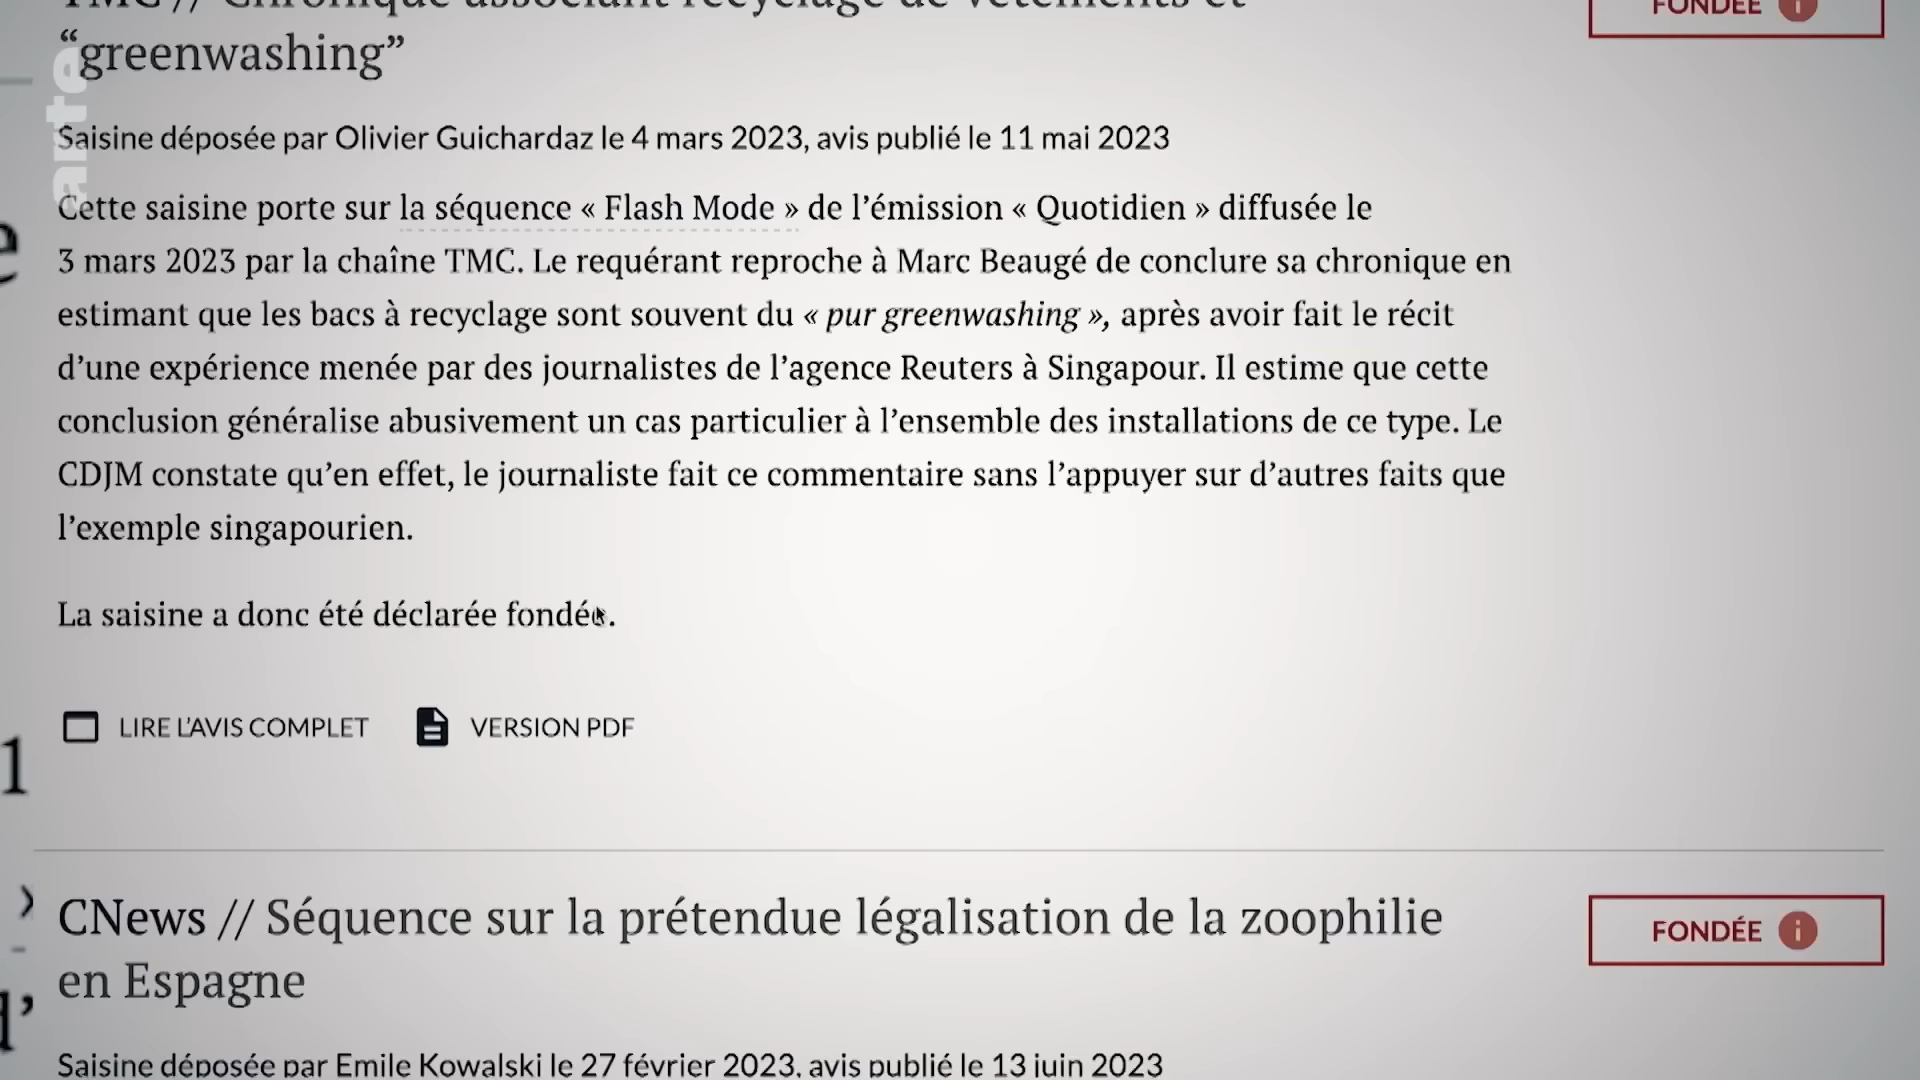 TMC // Chronique associant recyclage de vêtements et
“greenwashing”
FONDÉE
arte
Saisine déposée par Olivier Guichardaz le 4 mars 2023, avis publié le 11 mai 2023
Cette saisine porte sur la séquence « Flash Mode » de l’émission « Quotidien » diffusée le
3 mars 2023 par la chaîne TMC. Le requérant reproche à Marc Beaugé de conclure sa chronique en
estimant que les bacs à recyclage sont souvent du « pur greenwashing », après avoir fait le récit
d’une expérience menée par des journalistes de l’agence Reuters à Singapour. Il estime que cette
conclusion généralise abusivement un cas particulier à l’ensemble des installations de ce type. Le
CDJM constate qu’en effet, le journaliste fait ce commentaire sans l’appuyer sur d’autres faits que
l’exemple singapourien.
La saisine a donc été déclarée fondée.
LIRE L’AVIS COMPLET
VERSION PDF
CNews // Séquence sur la prétendue légalisation de la zoophilie
en Espagne
FONDÉE
Saisine déposée par Emile Kowalski le 27 février 2023, avis publié le 13 juin 2023